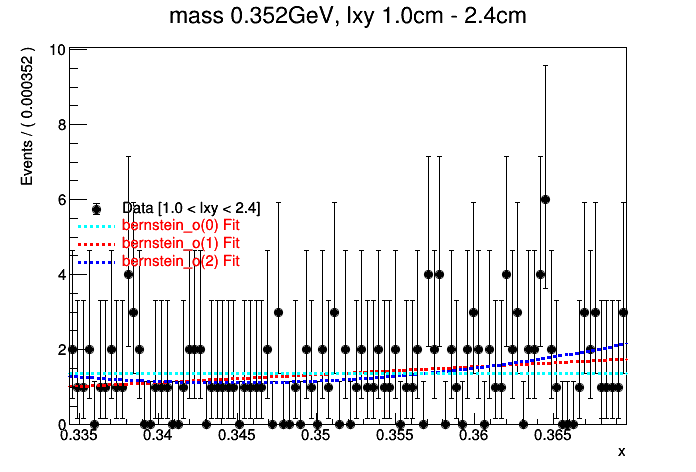 mass 0.352GeV, lxy 1.0cm - 2.4cm
Events / ( 0.000352 )
10
8
6
4
2
0
Data [1.0 < lxy < 2.4]
bernstein_o(0) Fit
bernstein_o(1) Fit
bernstein_o(2) Fit
0.335 0.34 0.345 0.35 0.355 0.36 0.365
x